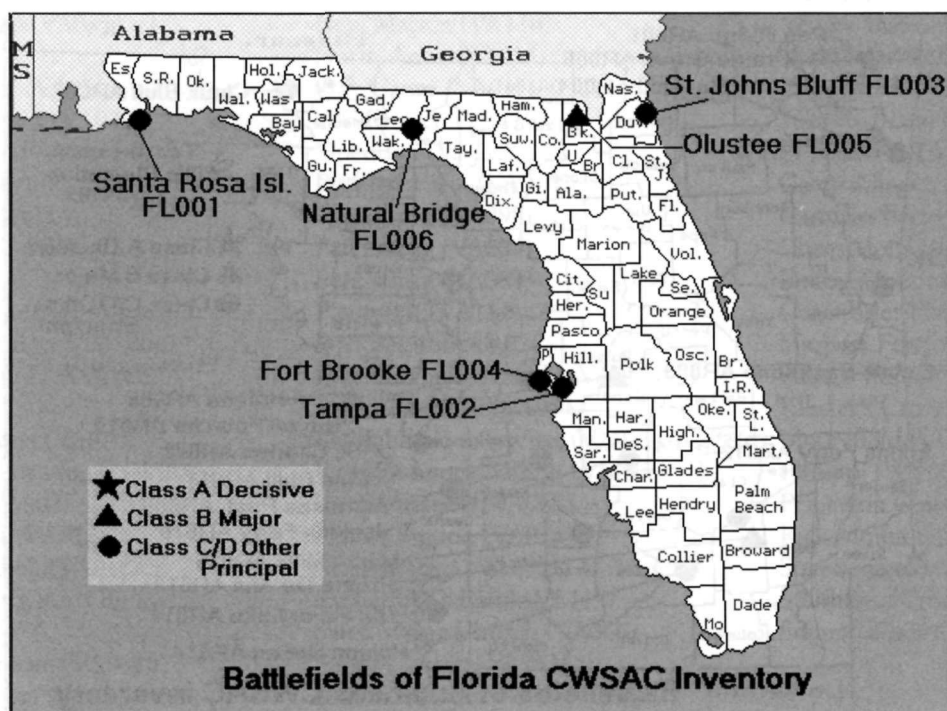 Alabama
Georgia
MS
Es.
S.R.
Ok.
Wal.
Hol.
Was
Bay
Jack.
Cal
Gu.
Lib.
Fr.
Gad.
Leo
Wak.
Je
Mad.
Tay.
Ham.
Suw.
Laf.
Dix.
Co.
Bk.
Nas.
Duv.
U
Br
Cl.
St.
J.
Gi.
Ala.
Put.
Fl.
Levy
Marion
Vol.
Cit.
Su
Lake
Se.
Her.
Orange
Pasco
P
Hill.
Polk
Osc.
Br.
I.R.
Man.
Har.
High.
Oke.
St.
L.
Sar.
DeS.
Mart.
Char.
Glades
Lee
Hendry
Palm
Beach
Collier
Broward
Mo
Dade
St. Johns Bluff FL003
Olustee FL005
Santa Rosa Isl.
FL001
Natural Bridge
FL006
Fort Brooke FL004
Tampa FL002
Class A Decisive
Class B Major
Class C/D Other
Principal
Battlefields of Florida CWSAC Inventory